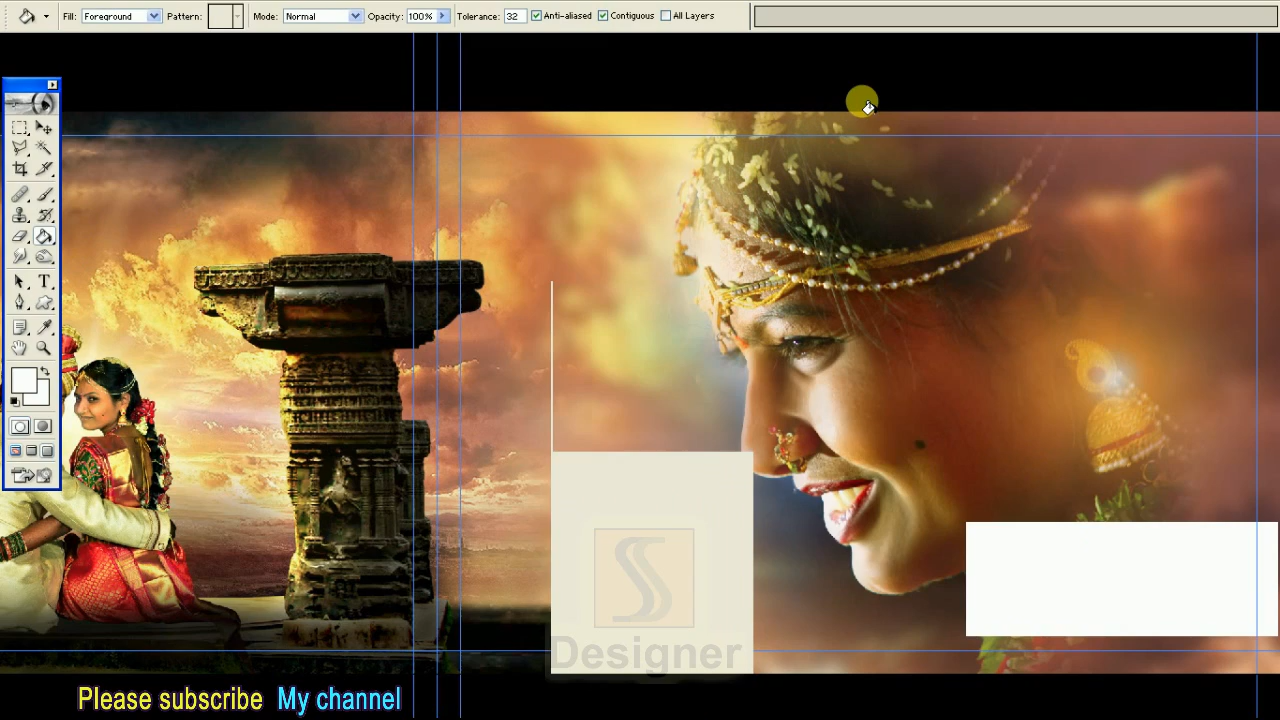 Fill: Foreground Pattern: Mode: Normal Opacity: 100% Tolerance: 32 Anti-aliased Contiguous All Layers
T
S
Designer
Please subscribe My channel